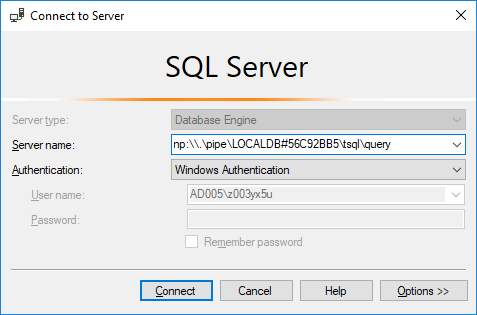 Connect to Server
SQL Server
Server type:
Database Engine
Server name:
np:\\.\pipe\LOCALDB#56C92BB5\tsql\query
Authentication:
Windows Authentication
User name:
AD005\z003yx5u
Password:
Remember password
Connect
Cancel
Help
Options >>